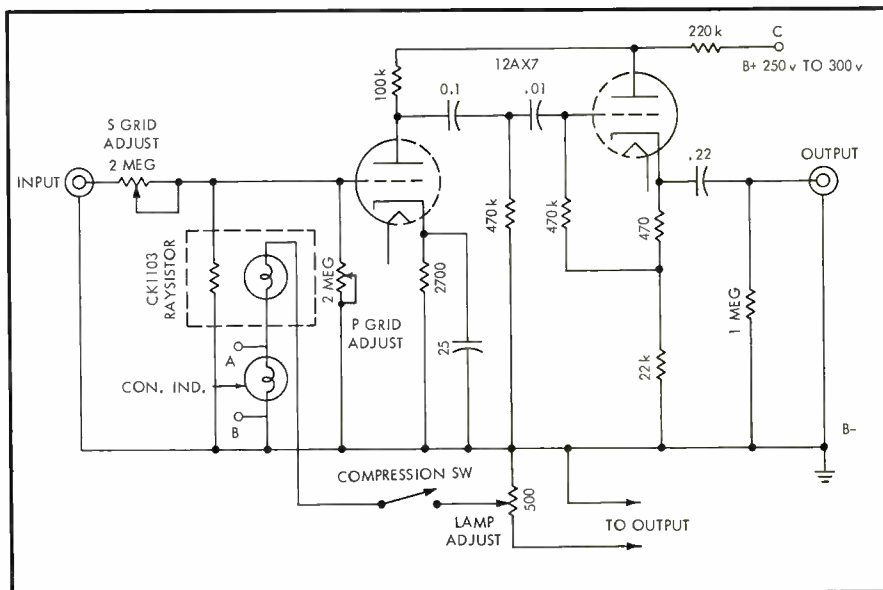 220k
C
12AX7
B+ 250 v TO 300 v
100k
0.1
.01
S GRID
ADJUST
2 MEG
.22
OUTPUT
INPUT
470k
470k
470
CK1103
RAYSISTOR
2 MEG
2700
1 MEG
P GRID
ADJUST
A
25
22k
CON. IND.
B
B-
COMPRESSION SW
500
LAMP
ADJUST
TO OUTPUT